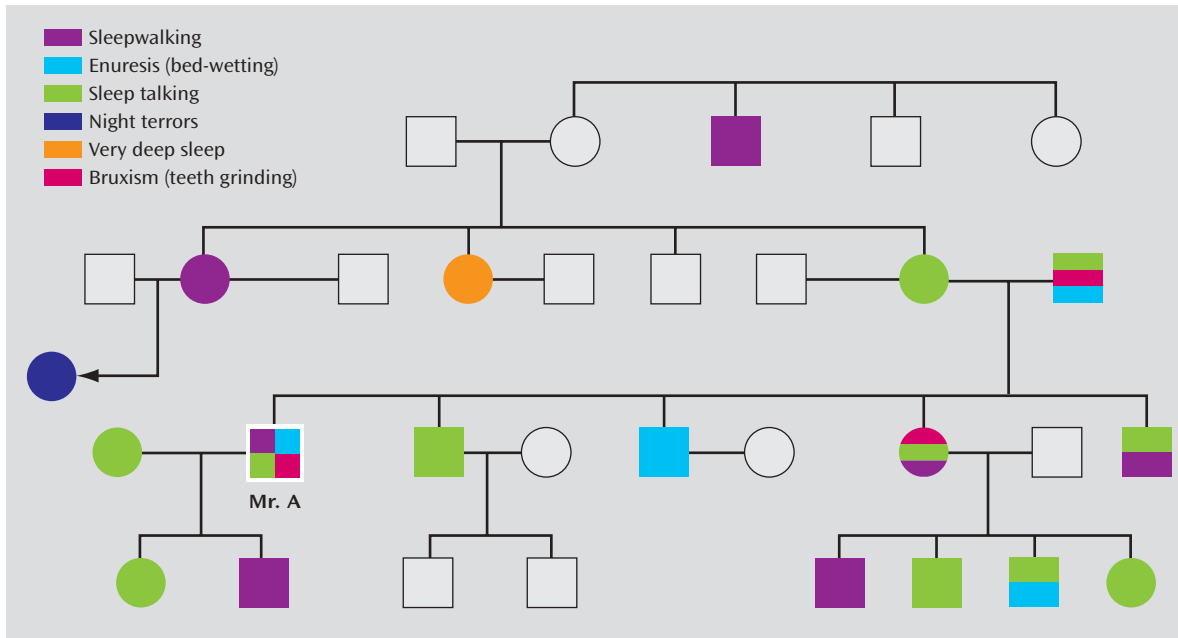 Sleepwalking
Enuresis (bed-wetting)
Sleep talking
Night terrors
Very deep sleep
Bruxism (teeth grinding)
Mr. A